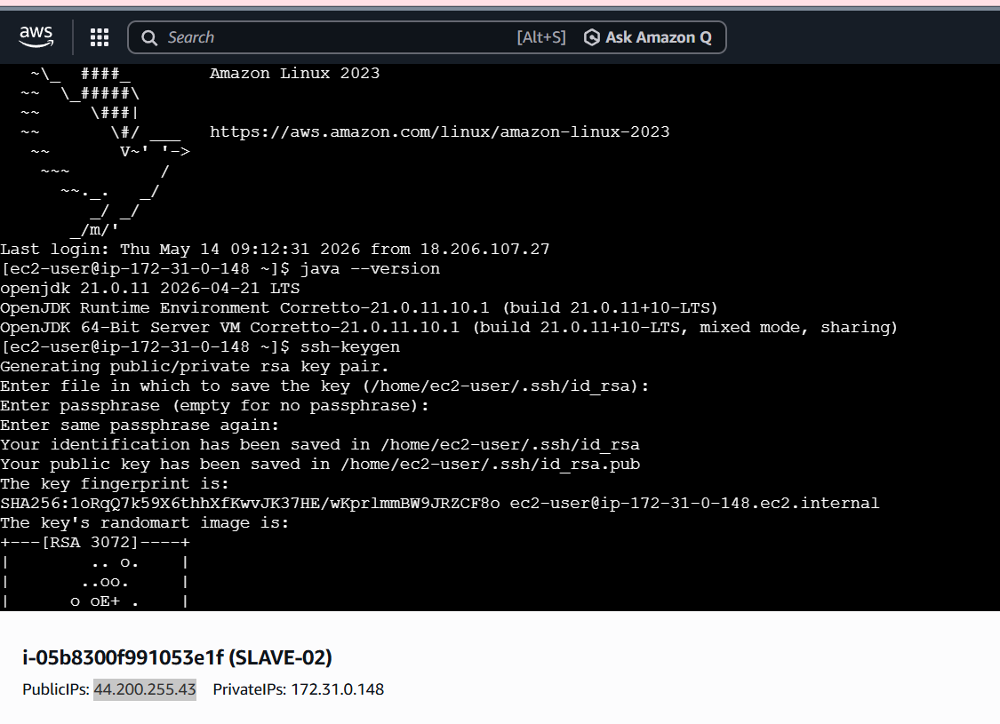 aws
Search [Alt+S] Ask Amazon Q
   ~\_  ####_        Amazon Linux 2023
  ~~  \_#####\
  ~~     \###|
  ~~       \#/ ___   https://aws.amazon.com/linux/amazon-linux-2023
   ~~       V~' '->
    ~~~         /
      ~~._.   _/
         _/ _/
       _/m/'
Last login: Thu May 14 09:12:31 2026 from 18.206.107.27
[ec2-user@ip-172-31-0-148 ~]$ java --version
openjdk 21.0.11 2026-04-21 LTS
OpenJDK Runtime Environment Corretto-21.0.11.10.1 (build 21.0.11+10-LTS)
OpenJDK 64-Bit Server VM Corretto-21.0.11.10.1 (build 21.0.11+10-LTS, mixed mode, sharing)
[ec2-user@ip-172-31-0-148 ~]$ ssh-keygen
Generating public/private rsa key pair.
Enter file in which to save the key (/home/ec2-user/.ssh/id_rsa):
Enter passphrase (empty for no passphrase):
Enter same passphrase again:
Your identification has been saved in /home/ec2-user/.ssh/id_rsa
Your public key has been saved in /home/ec2-user/.ssh/id_rsa.pub
The key fingerprint is:
SHA256:1oRqQ7k59X6thhXfKwvJK37HE/wKprlmmBW9JRZCF8o ec2-user@ip-172-31-0-148.ec2.internal
The key's randomart image is:
+---[RSA 3072]----+
|        .. o.    |
|       ..oo.     |
|      o oE+ .    |
i-05b8300f991053e1f (SLAVE-02)
PublicIPs: 44.200.255.43 PrivateIPs: 172.31.0.148